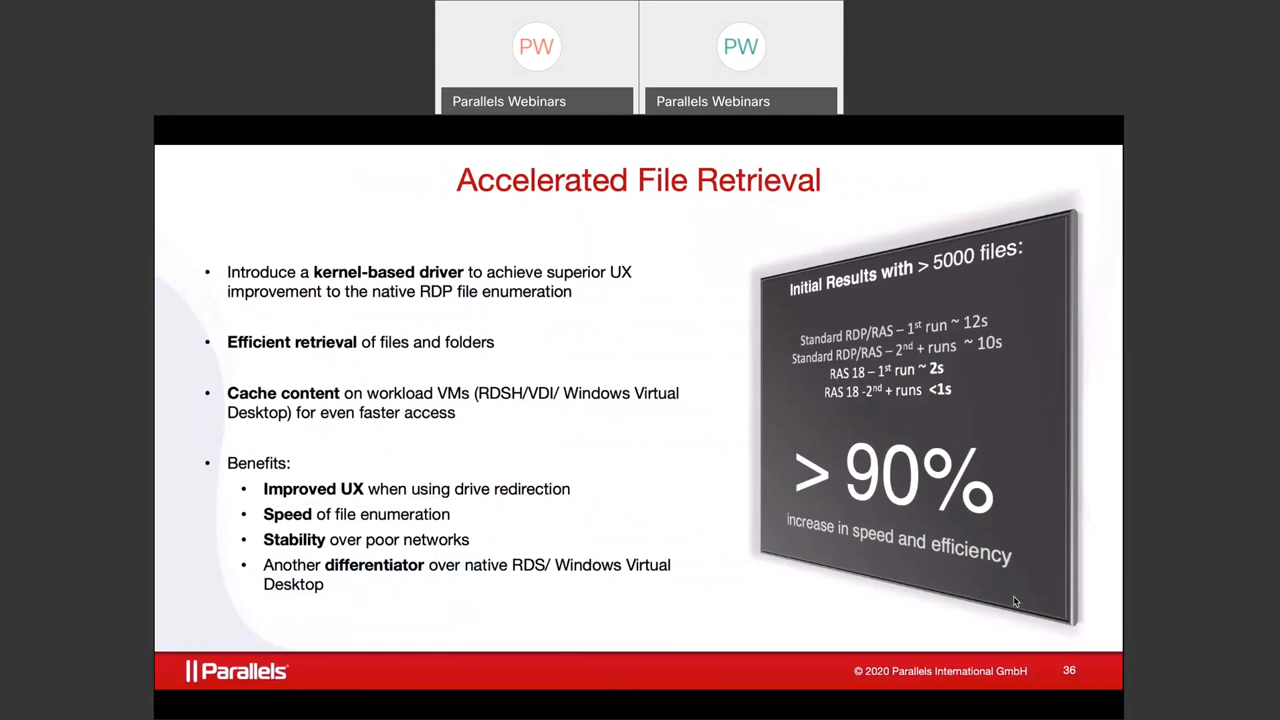 PW
PW
Parallels Webinars
Parallels Webinars
Accelerated File Retrieval
• Introduce a kernel-based driver to achieve superior UX
improvement to the native RDP file enumeration
• Efficient retrieval of files and folders
• Cache content on workload VMs (RDSH/VDI/ Windows Virtual
Desktop) for even faster access
• Benefits:
• Improved UX when using drive redirection
• Speed of file enumeration
• Stability over poor networks
• Another differentiator over native RDS/ Windows Virtual
Desktop
Initial Results with > 5000 files:
Standard RDP/RAS – 1st run ~ 12s
Standard RDP/RAS – 2nd + runs ~ 10s
RAS 18 – 1st run ~ 2s
RAS 18 -2nd + runs <1s
> 90%
increase in speed and efficiency
Parallels
© 2020 Parallels International GmbH
36